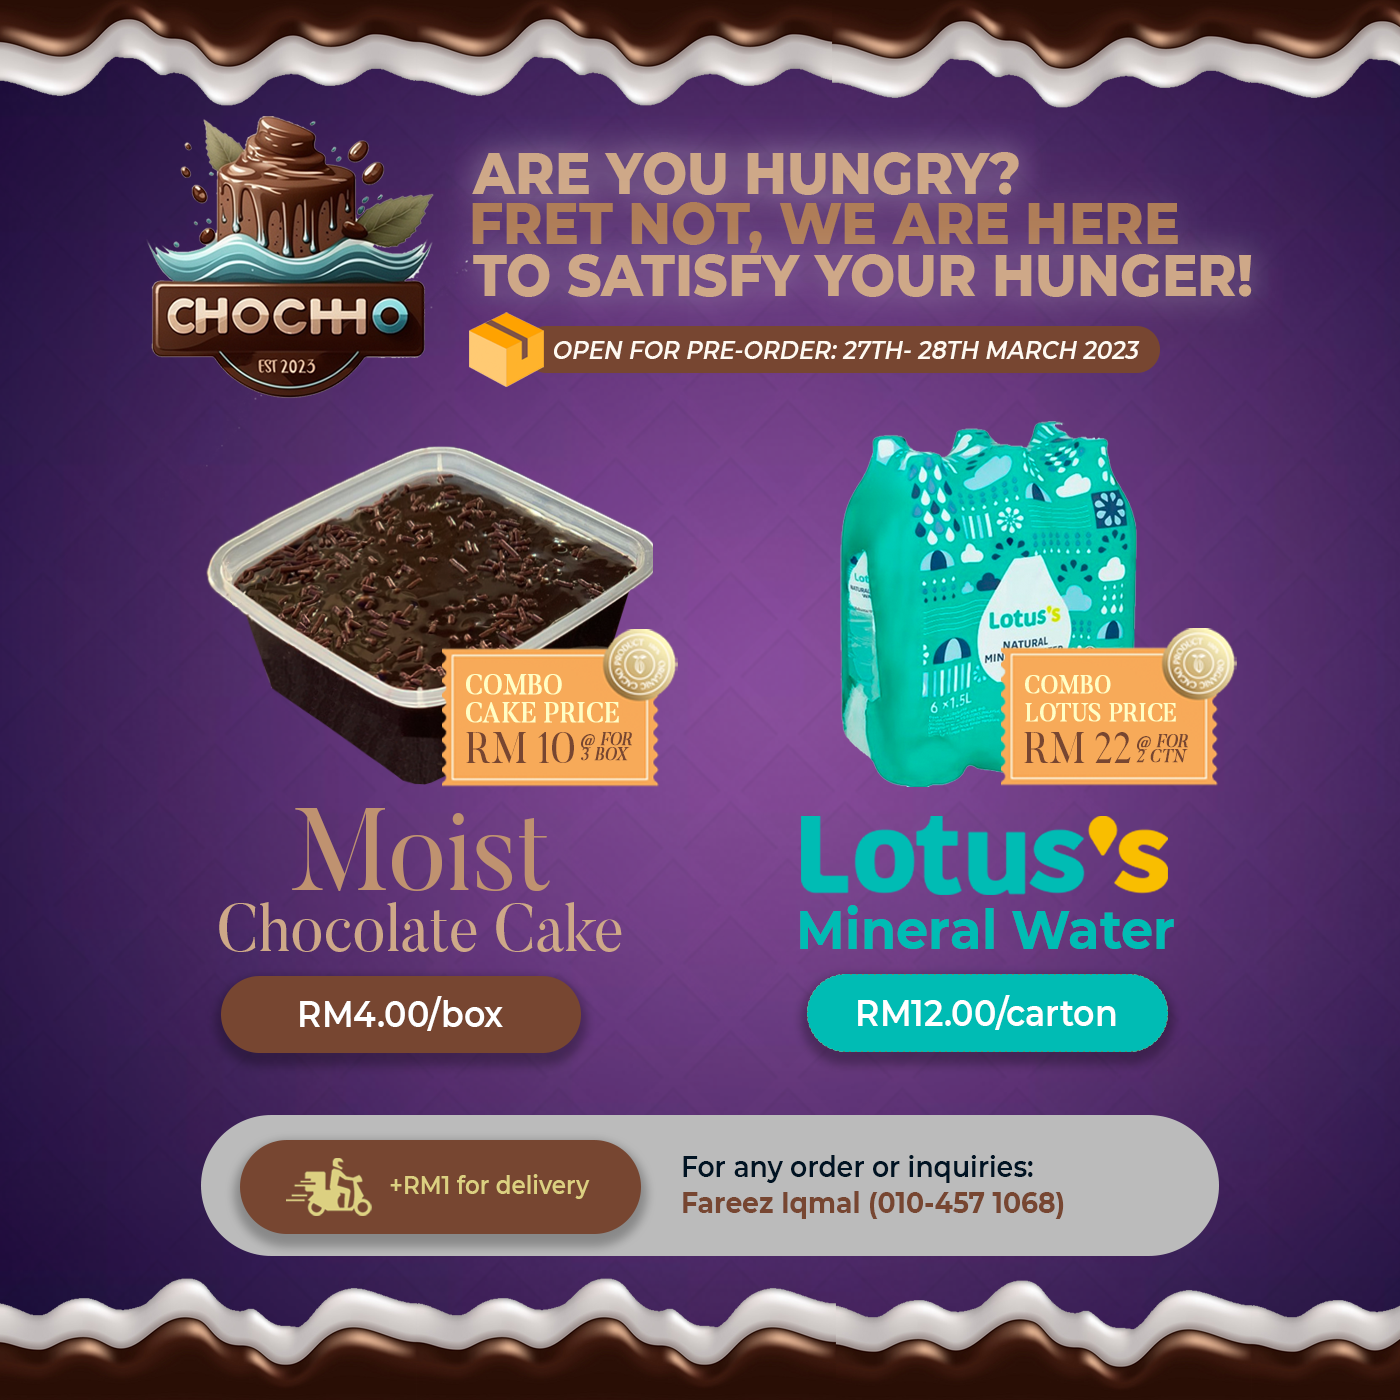 ARE YOU HUNGRY?
FRET NOT, WE ARE HERE
TO SATISFY YOUR HUNGER!
CHOCHHO
EST 2023
OPEN FOR PRE-ORDER: 27TH- 28TH MARCH 2023
Lotus's
NATURAL
6 x 1.5L
COMBO
CAKE PRICE
RM 10 @ FOR
3 BOX
COMBO
LOTUS PRICE
RM 22 @ FOR
2 CTN
Moist
Chocolate Cake
RM4.00/box
Lotus's
Mineral Water
RM12.00/carton
+RM1 for delivery
For any order or inquiries:
Fareez Iqmal (010-457 1068)